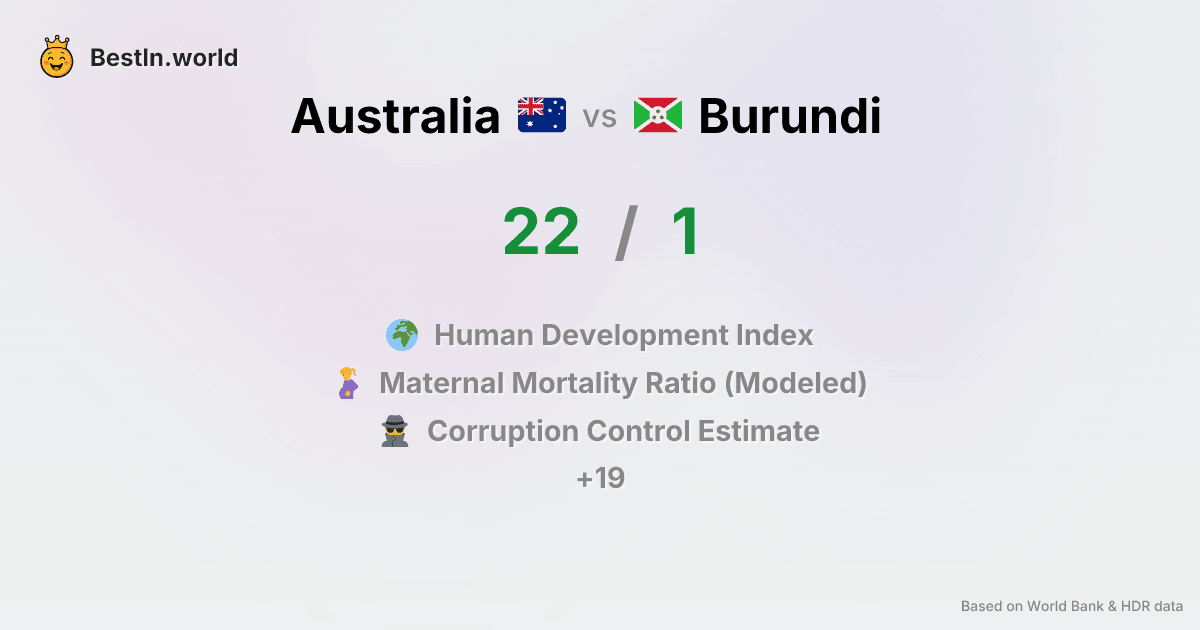 BestIn.world
Australia vs Burundi
22 / 1
Human Development Index
Maternal Mortality Ratio (Modeled)
Corruption Control Estimate
+19
Based on World Bank & HDR data